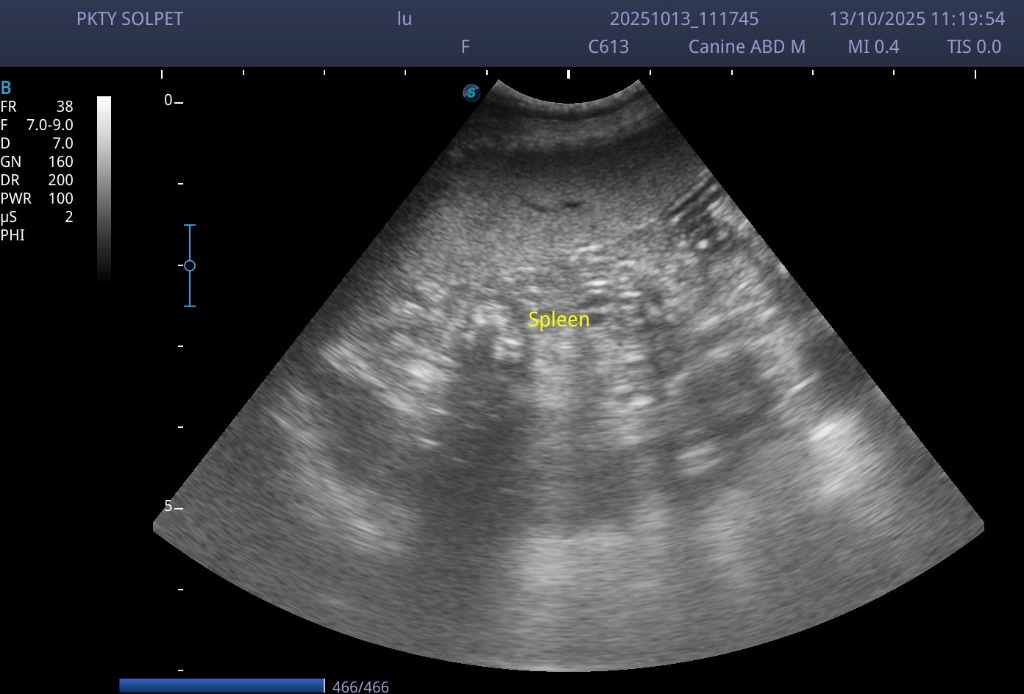 PKTY SOLPET lu 20251013_111745 13/10/2025 11:19:54
F C613 Canine ABD M MI 0.4 TIS 0.0
B
FR 38
F 7.0-9.0
D 7.0
GN 160
DR 200
PWR 100
µS 2
PHI
0
S
Spleen
5
466/466